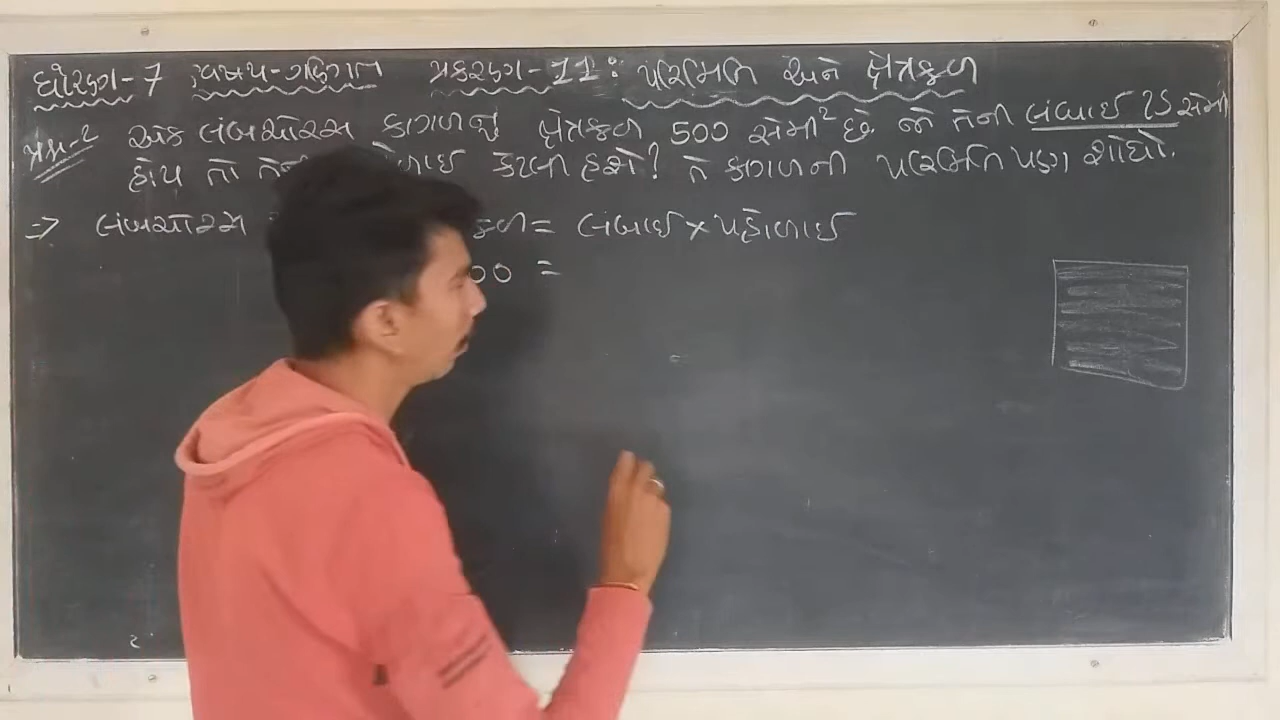 ધોરણ-7 વિષય-ગણિત પ્રકરણ-11: પરિમિતિ અને ક્ષેત્રફળ
પ્રશ્ન-2 એક લંબચોરસ કાગળનું ક્ષેત્રફળ 500 સેમી² છે. જો તેની લંબાઈ 25 સેમી
હોય તો કેટલી હશે? તે કાગળની પરિમિતિ પણ શોધો.
⇒ લંબચોરસ = લંબાઈ × પહોળાઈ
00 =